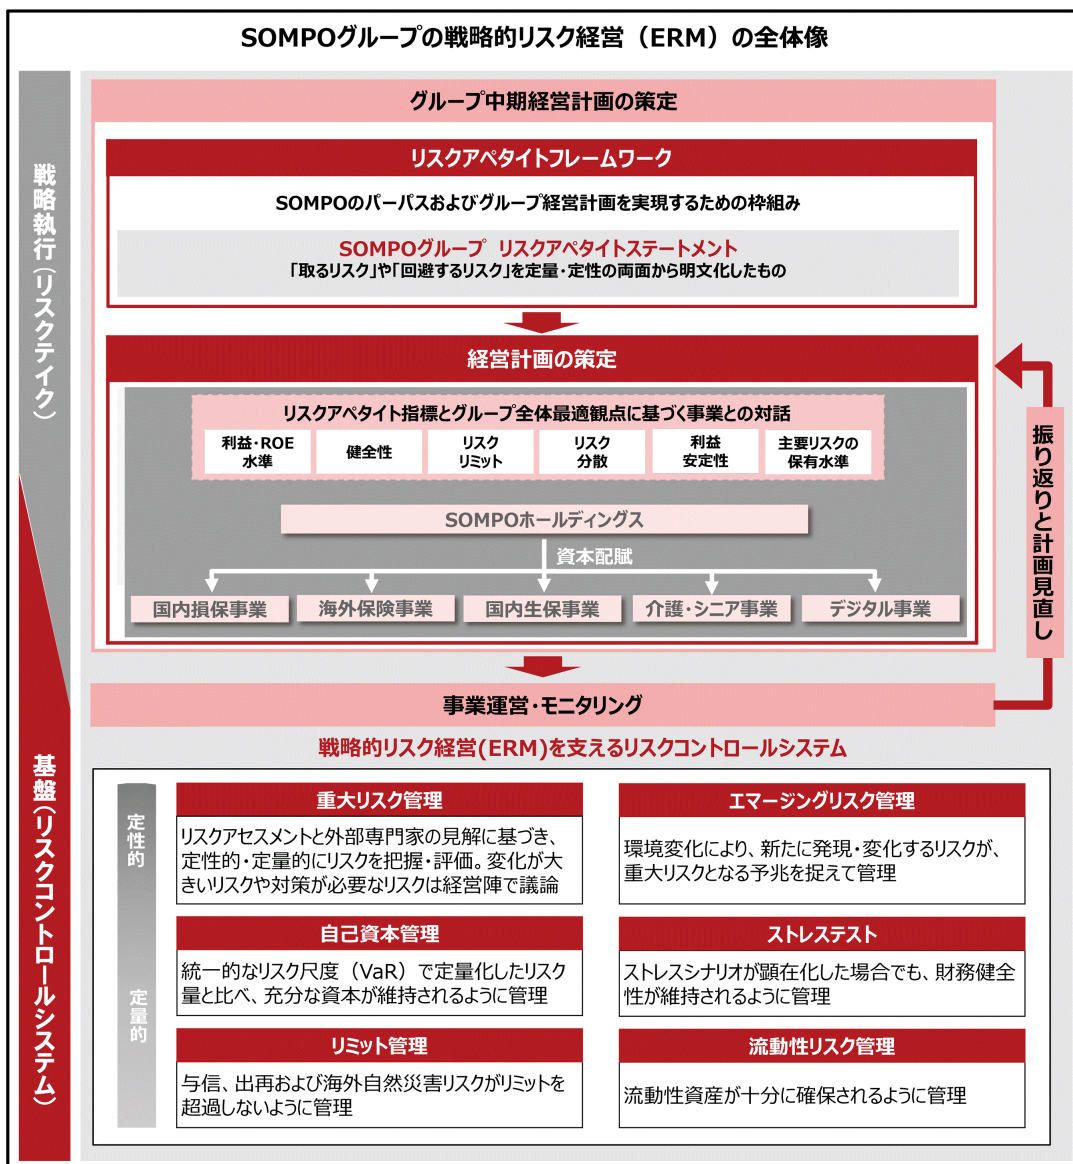 SOMPOグループの戦略的リスク経営（ERM）の全体像
戦略執行（リスクテイク）
グループ中期経営計画の策定
リスクアペタイトフレームワーク
SOMPOのパーパスおよびグループ経営計画を実現するための枠組み
SOMPOグループ リスクアペタイトステートメント
「取るリスク」や「回避するリスク」を定量・定性の両面から明文化したもの
経営計画の策定
リスクアペタイト指標とグループ全体最適観点に基づく事業との対話
利益・ROE
水準
健全性
リスク
リミット
リスク
分散
利益
安定性
主要リスクの
保有水準
SOMPOホールディングス
資本配賦
国内損保事業
海外保険事業
国内生保事業
介護・シニア事業
デジタル事業
振り返りと計画見直し
事業運営・モニタリング
基盤（リスクコントロールシステム）
戦略的リスク経営(ERM)を支えるリスクコントロールシステム
定性的
定量的
重大リスク管理
リスクアセスメントと外部専門家の見解に基づき、
定性的・定量的にリスクを把握・評価。変化が大
きいリスクや対策が必要なリスクは経営陣で議論
エマージングリスク管理
環境変化により、新たに発現・変化するリスクが、
重大リスクとなる予兆を捉えて管理
自己資本管理
統一的なリスク尺度（VaR）で定量化したリスク
量と比べ、充分な資本が維持されるように管理
ストレステスト
ストレスシナリオが顕在化した場合でも、財務健全
性が維持されるように管理
リミット管理
与信、出再および海外自然災害リスクがリミットを
超過しないように管理
流動性リスク管理
流動性資産が十分に確保されるように管理